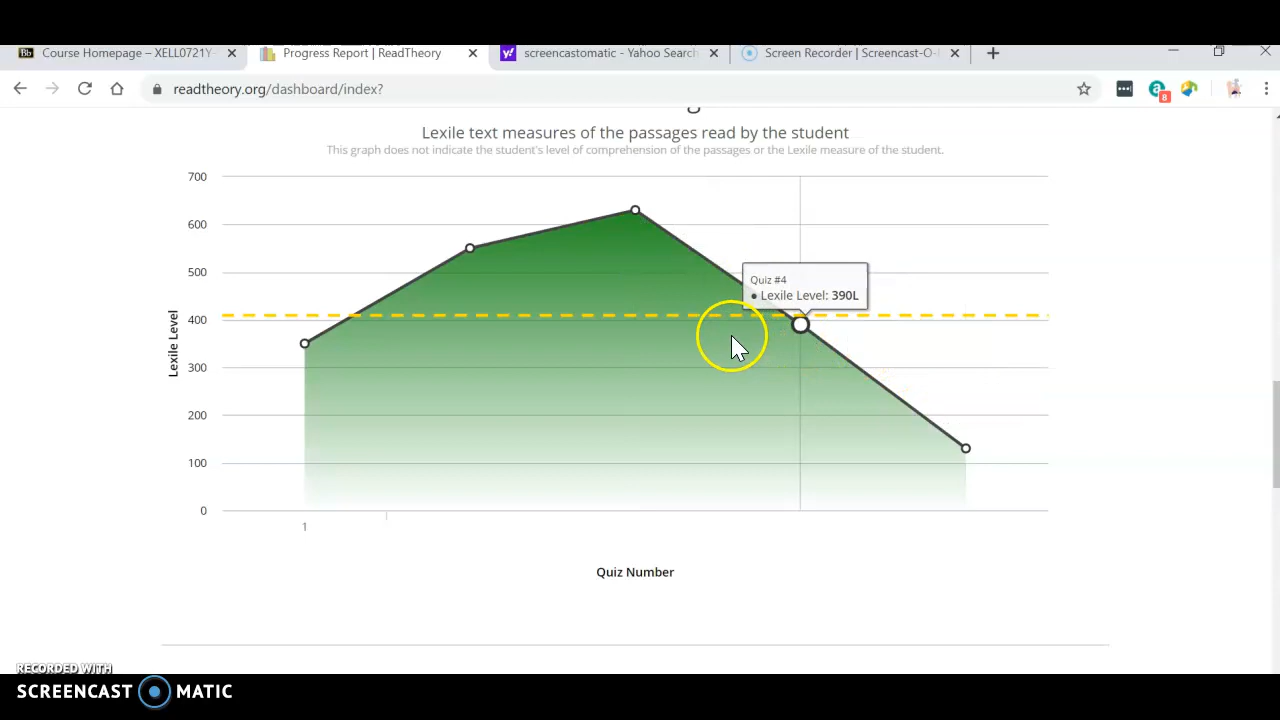 Course Homepage – XELL0721Y
Progress Report | ReadTheory
screencastomatic - Yahoo Search
Screen Recorder | Screencast-O-
readtheory.org/dashboard/index?
8
Lexile text measures of the passages read by the student
This graph does not indicate the student's level of comprehension of the passages or the Lexile measure of the student.
700
600
500
400
300
200
100
0
Lexile Level
Quiz #4
● Lexile Level: 390L
1
Quiz Number
RECORDED WITH
SCREENCAST MATIC